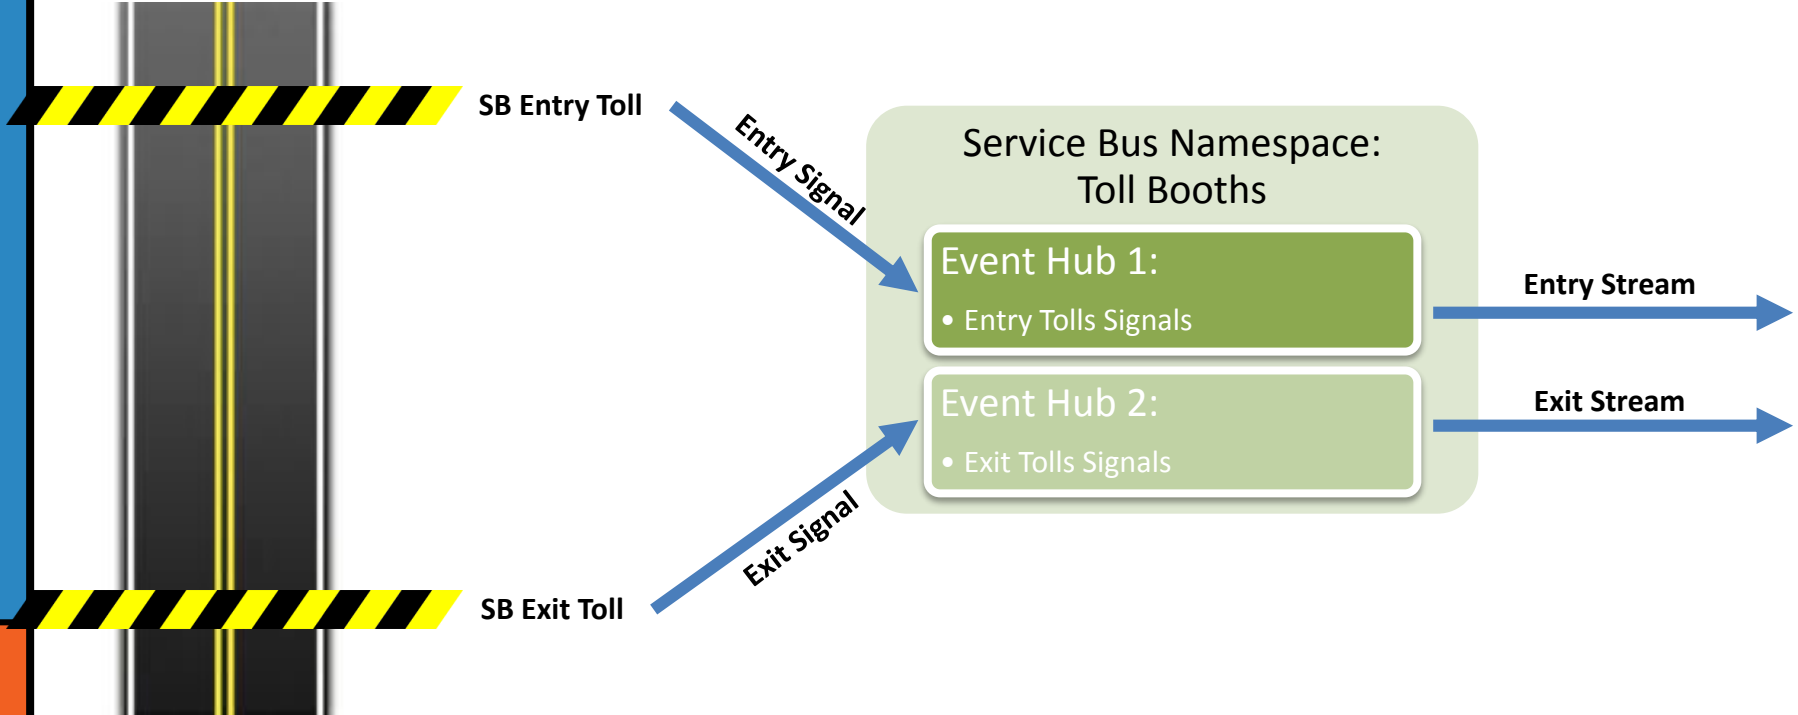 SB Entry Toll
Entry Signal
Service Bus Namespace:
Toll Booths
Event Hub 1:
• Entry Tolls Signals
Entry Stream
Event Hub 2:
• Exit Tolls Signals
Exit Stream
Exit Signal
SB Exit Toll